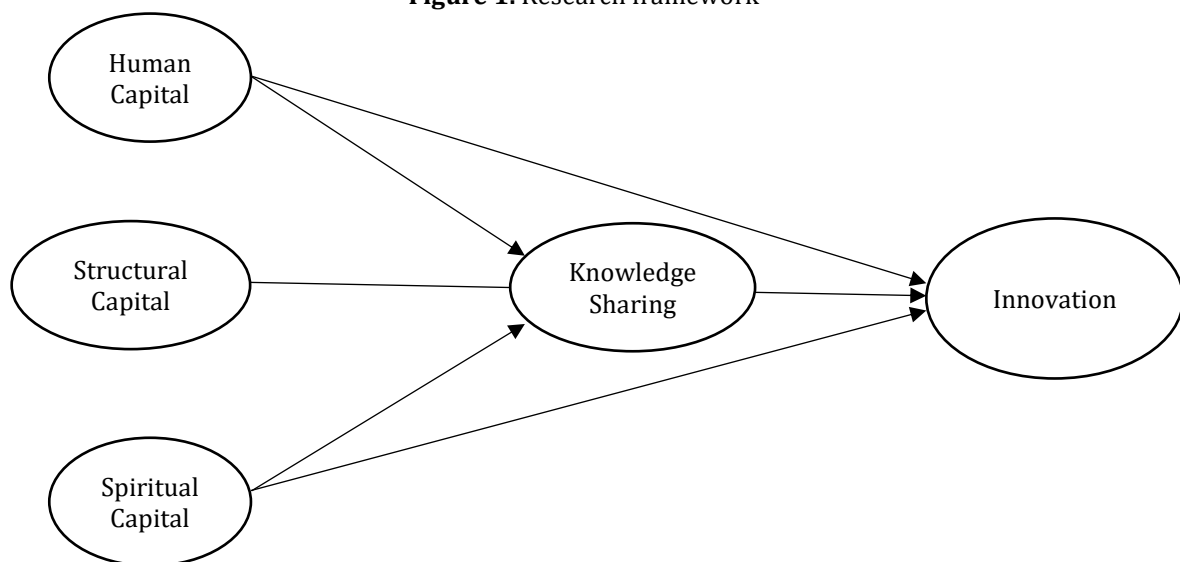 Figure 1. Research framework
Human
Capital
Structural
Capital
Knowledge
Sharing
Innovation
Spiritual
Capital